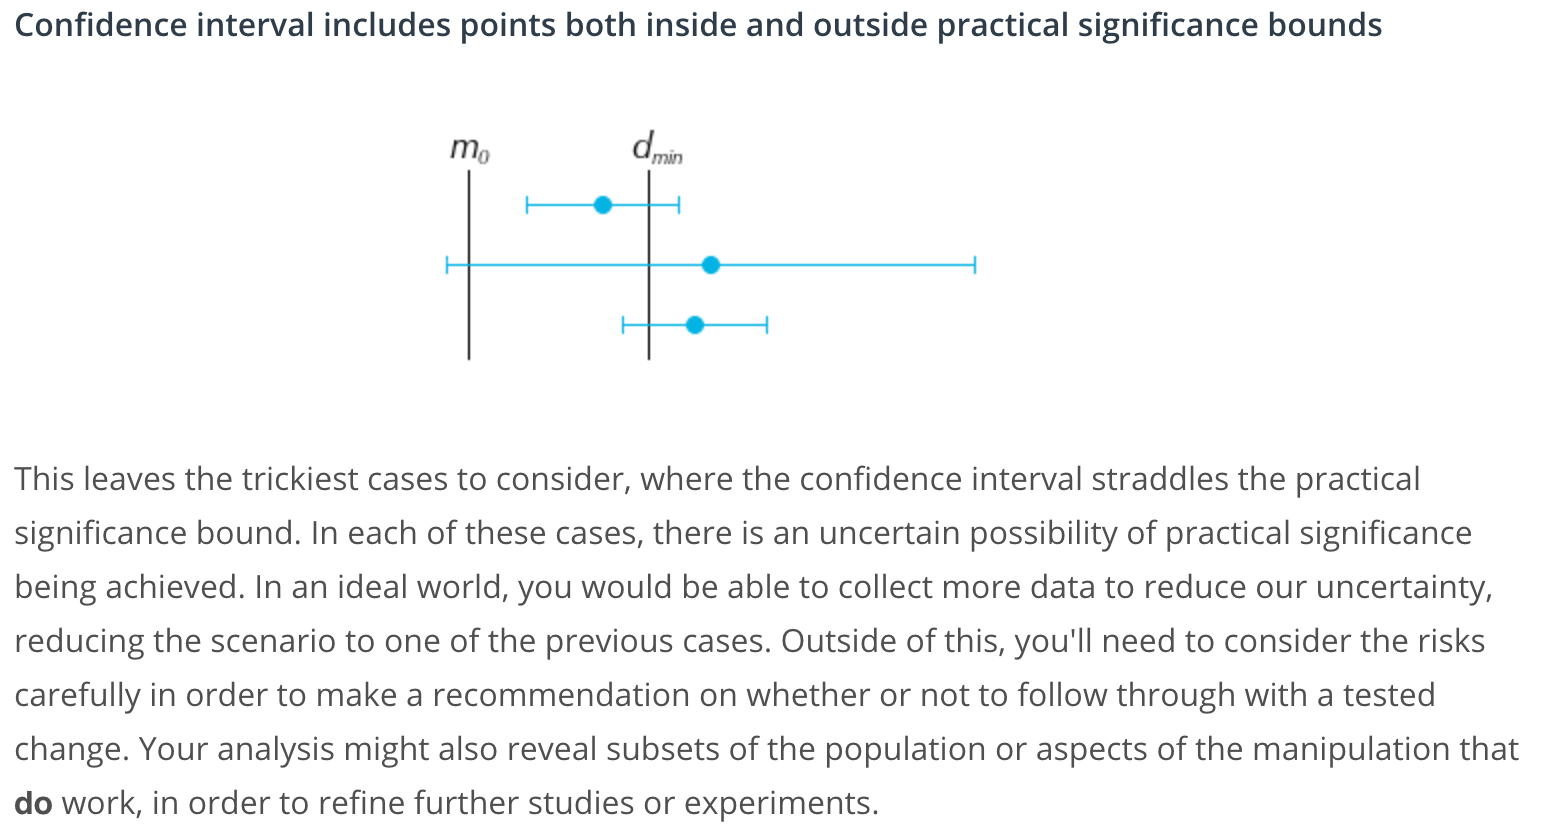 Confidence interval includes points both inside and outside practical significance bounds
m0 dmin
This leaves the trickiest cases to consider, where the confidence interval straddles the practical
significance bound. In each of these cases, there is an uncertain possibility of practical significance
being achieved. In an ideal world, you would be able to collect more data to reduce our uncertainty,
reducing the scenario to one of the previous cases. Outside of this, you'll need to consider the risks
carefully in order to make a recommendation on whether or not to follow through with a tested
change. Your analysis might also reveal subsets of the population or aspects of the manipulation that
do work, in order to refine further studies or experiments.